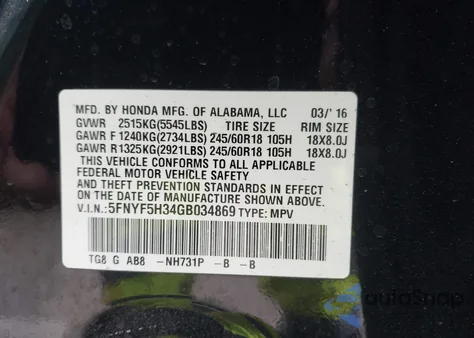 MFD. BY HONDA MFG. OF ALABAMA, LLC 03/'16
GVWR 2515KG(5545LBS) TIRE SIZE RIM SIZE
GAWR F 1240KG(2734LBS) 245/60R18 105H 18X8.0J
GAWR R 1325KG(2921LBS) 245/60R18 105H 18X8.0J
THIS VEHICLE CONFORMS TO ALL APPLICABLE
FEDERAL MOTOR VEHICLE SAFETY
AND THEFT PREVENTION STANDARDS IN EFFECT
ON THE DATE OF MANUFACTURE SHOWN ABOVE.
V.I.N.: 5FNYF5H34GB034869 TYPE: MPV
TG8 G AB8 -NH731P -B -B
autoSnap